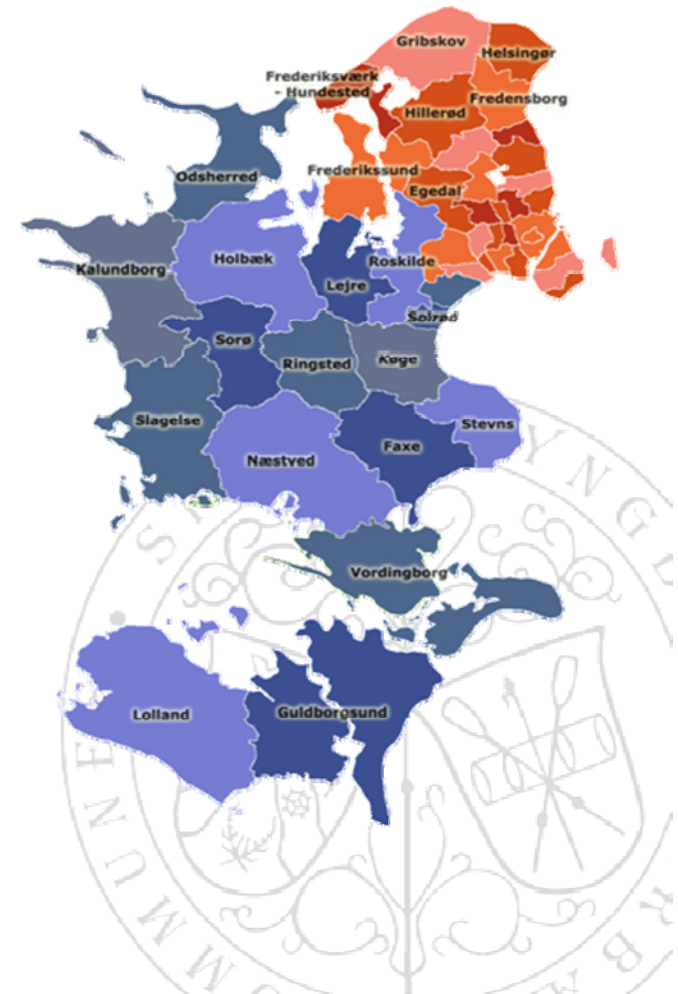 Gribskov
Helsingør
Frederiksværk
- Hundested
Fredensborg
Hillerød
Frederikssund
Odsherred
Egedal
Holbæk
Roskilde
Kalundborg
Lejre
Solrød
Sorø
Ringsted
Køge
Slagelse
Stevns
Næstved
Faxe
Vordingborg
Lolland
Guldborgsund